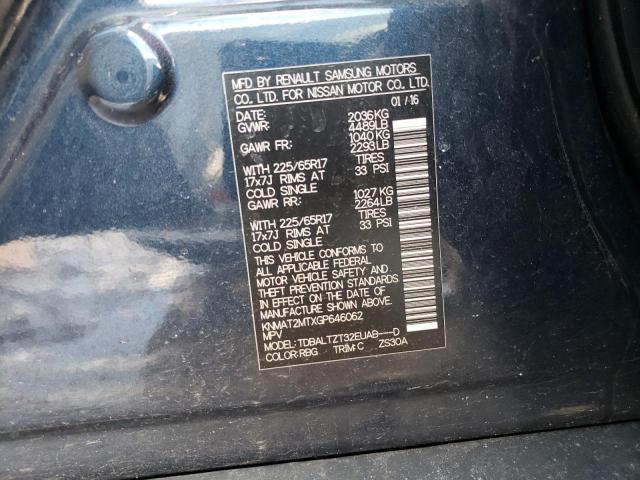 MFD BY RENAULT SAMSUNG MOTORS
CO., LTD. FOR NISSAN MOTOR CO., LTD.
DATE: 01/16
GVWR: 2036KG
4489LB
GAWR FR: 1040KG
2293LB
WITH 225/65R17 TIRES
17x7J RIMS AT 33 PSI
COLD SINGLE
GAWR RR: 1027 KG
2264LB
WITH 225/65R17 TIRES
17x7J RIMS AT 33 PSI
COLD SINGLE
THIS VEHICLE CONFORMS TO
ALL APPLICABLE FEDERAL
MOTOR VEHICLE SAFETY AND
THEFT PREVENTION STANDARDS
IN EFFECT ON THE DATE OF
MANUFACTURE SHOWN ABOVE.
KNMAT2MTXGP646062
MPV
MODEL: TDBALTZT32EUAB---D
COLOR: RBG TRIM: C ZS30A